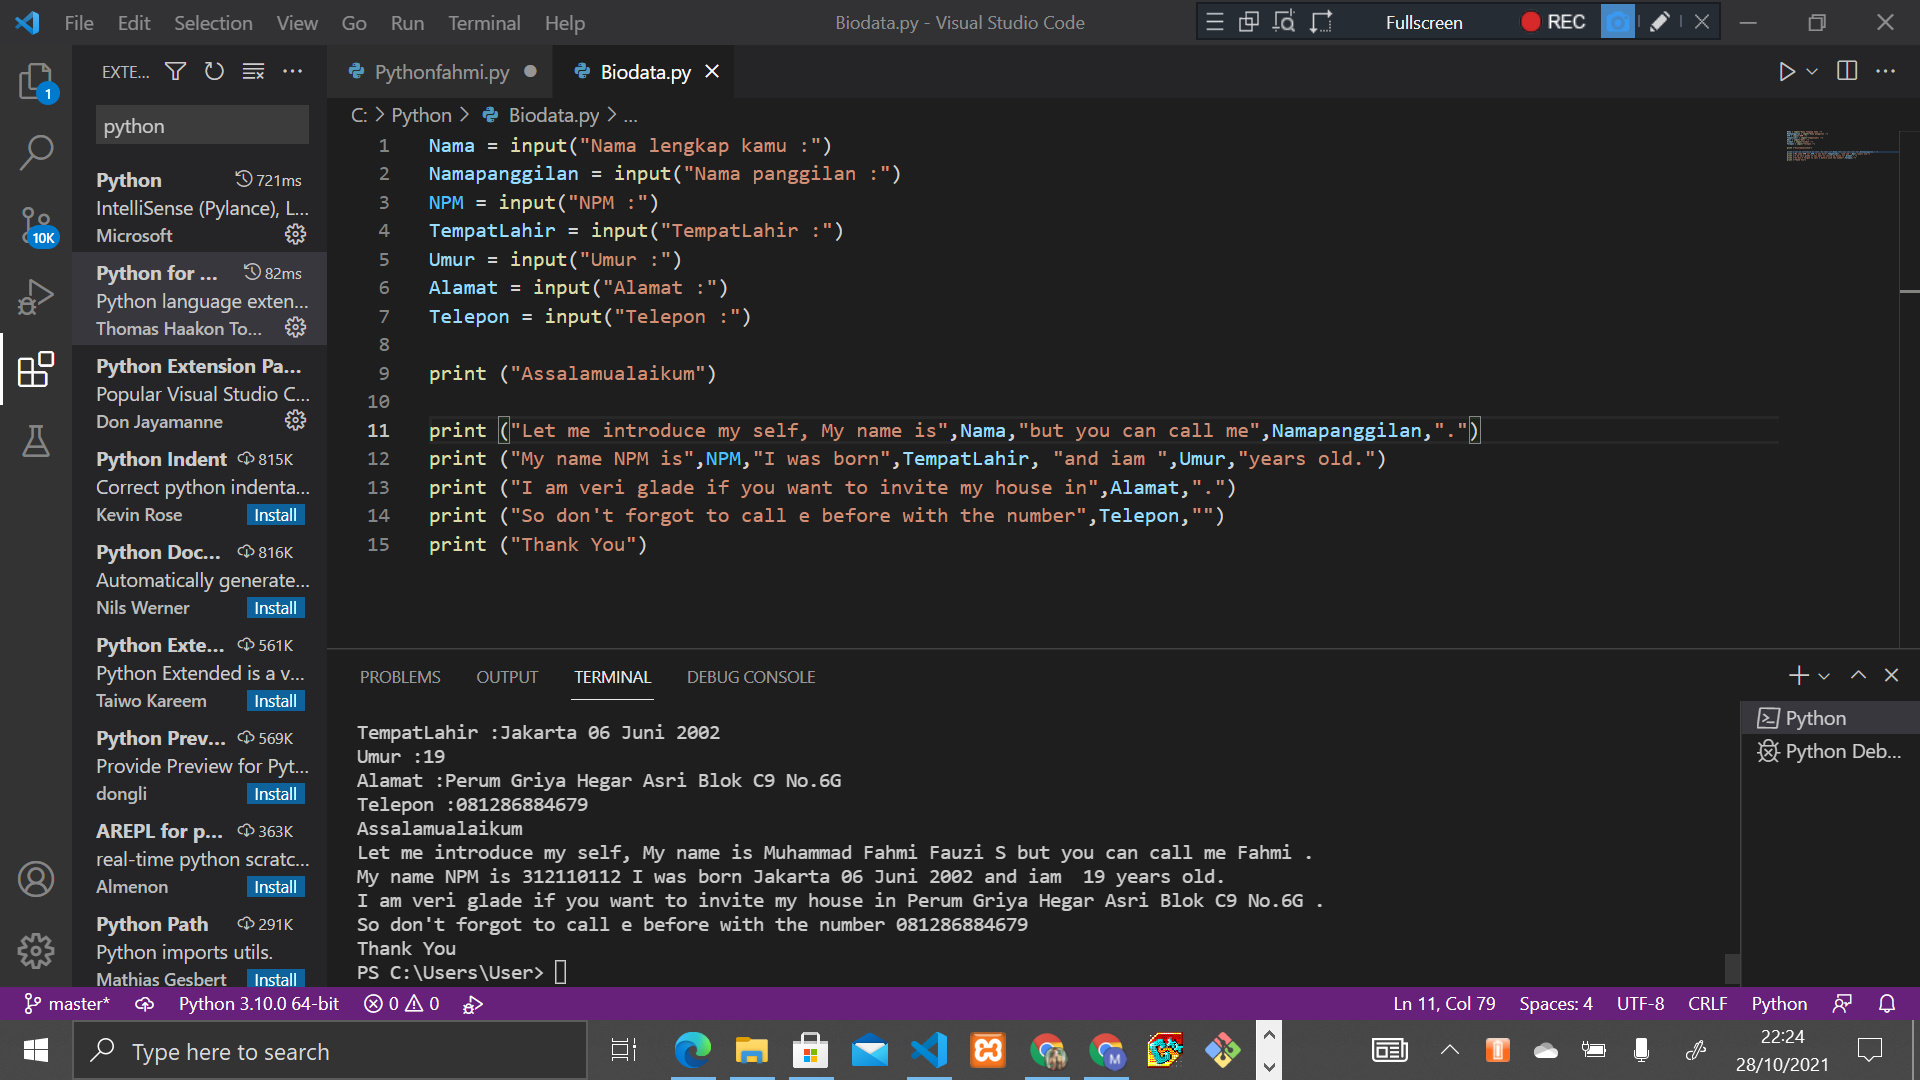 File Edit Selection View Go Run Terminal Help
Biodata.py - Visual Studio Code
Fullscreen
REC
EXTE...
Pythonfahmi.py
Biodata.py
1
C: > Python > Biodata.py > ...
python
1 Nama = input("Nama lengkap kamu :")
2 Namapanggilan = input("Nama panggilan :")
3 NPM = input("NPM :")
4 TempatLahir = input("TempatLahir :")
5 Umur = input("Umur :")
6 Alamat = input("Alamat :")
7 Telepon = input("Telepon :")
8
9 print ("Assalamualaikum")
10
11 print ("Let me introduce my self, My name is",Nama,"but you can call me",Namapanggilan,".")
12 print ("My name NPM is",NPM,"I was born",TempatLahir, "and iam ",Umur,"years old.")
13 print ("I am veri glade if you want to invite my house in",Alamat,".")
14 print ("So don't forgot to call e before with the number",Telepon,"")
15 print ("Thank You")
10K
Python 721ms
IntelliSense (Pylance), L...
Microsoft
Python for ... 82ms
Python language exten...
Thomas Haakon To...
Python Extension Pa...
Popular Visual Studio C...
Don Jayamanne
Python Indent 815K
Correct python indenta...
Kevin Rose Install
Python Doc... 816K
Automatically generate...
Nils Werner Install
Python Exte... 561K
Python Extended is a v...
Taiwo Kareem Install
Python Prev... 569K
Provide Preview for Pyt...
dongli Install
AREPL for p... 363K
real-time python scratc...
Almenon Install
Python Path 291K
Python imports utils.
Mathias Gesbert Install
PROBLEMS OUTPUT TERMINAL DEBUG CONSOLE
TempatLahir :Jakarta 06 Juni 2002
Umur :19
Alamat :Perum Griya Hegar Asri Blok C9 No.6G
Telepon :081286884679
Assalamualaikum
Let me introduce my self, My name is Muhammad Fahmi Fauzi S but you can call me Fahmi .
My name NPM is 312110112 I was born Jakarta 06 Juni 2002 and iam  19 years old.
I am veri glade if you want to invite my house in Perum Griya Hegar Asri Blok C9 No.6G .
So don't forgot to call e before with the number 081286884679
Thank You
PS C:\Users\User>
Python
Python Deb...
master* Python 3.10.0 64-bit 0 0
Ln 11, Col 79 Spaces: 4 UTF-8 CRLF Python
Type here to search
M
22:24
28/10/2021